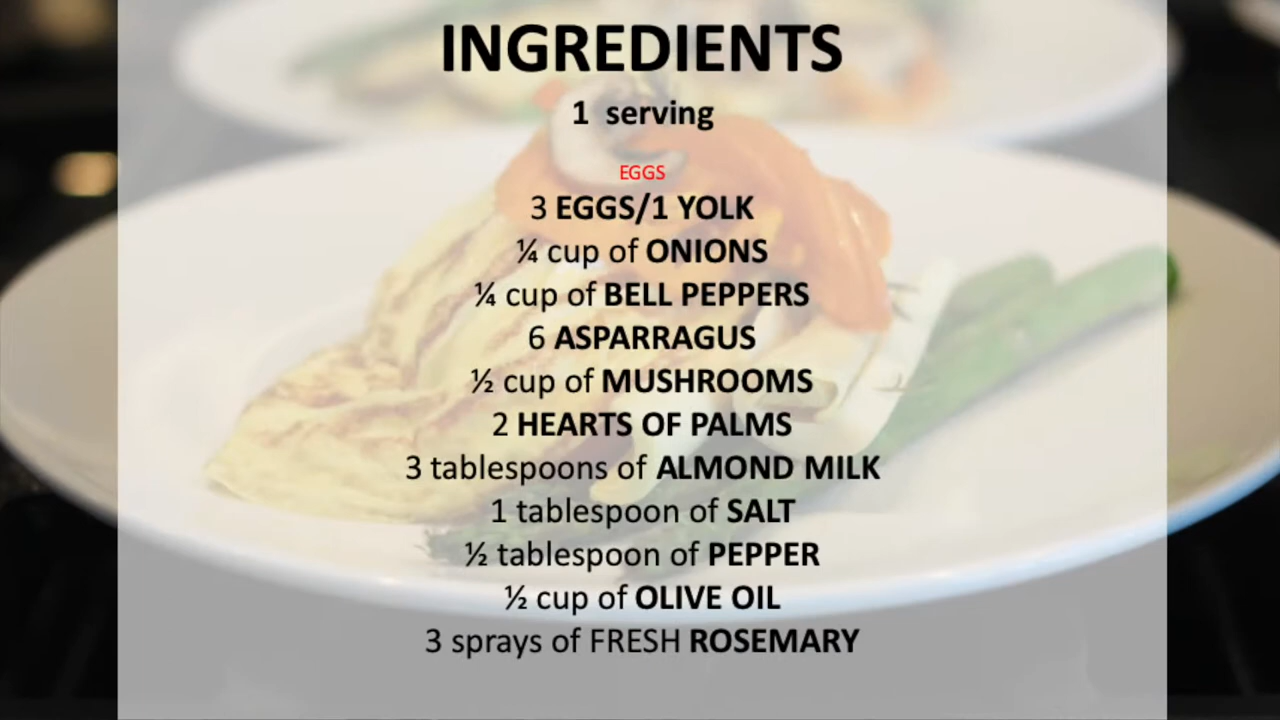 INGREDIENTS
1 serving
EGGS
3 EGGS/1 YOLK
¼ cup of ONIONS
¼ cup of BELL PEPPERS
6 ASPARRAGUS
½ cup of MUSHROOMS
2 HEARTS OF PALMS
3 tablespoons of ALMOND MILK
1 tablespoon of SALT
½ tablespoon of PEPPER
½ cup of OLIVE OIL
3 sprays of FRESH ROSEMARY